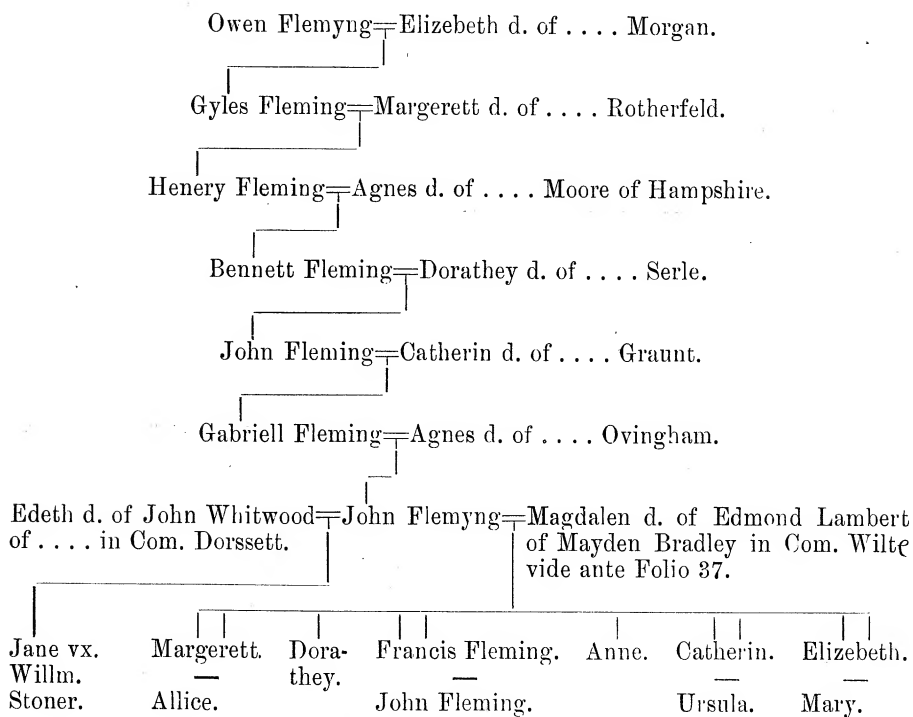 Owen Flemyng=Elizebeth d. of . . . . Morgan.
Gyles Fleming=Margerett d. of . . . . Rotherfeld.
Henery Fleming=Agnes d. of . . . . Moore of Hampshire.
Bennett Fleming=Dorathey d. of . . . . Serle.
John Fleming=Catherin d. of . . . . Graunt.
Gabriell Fleming=Agnes d. of . . . . Ovingham.
Edeth d. of John Whitwood=John Flemyng=Magdalen d. of Edmond Lambert
of . . . . in Com. Dorssett. of Mayden Bradley in Com. Wiltꝭ
vide ante Folio 37.
Jane vx. Margerett. Dora- Francis Fleming. Anne. Catherin. Elizebeth.
Willm. — they. — — —
Stoner. Allice. John Fleming. Ursula. Mary.